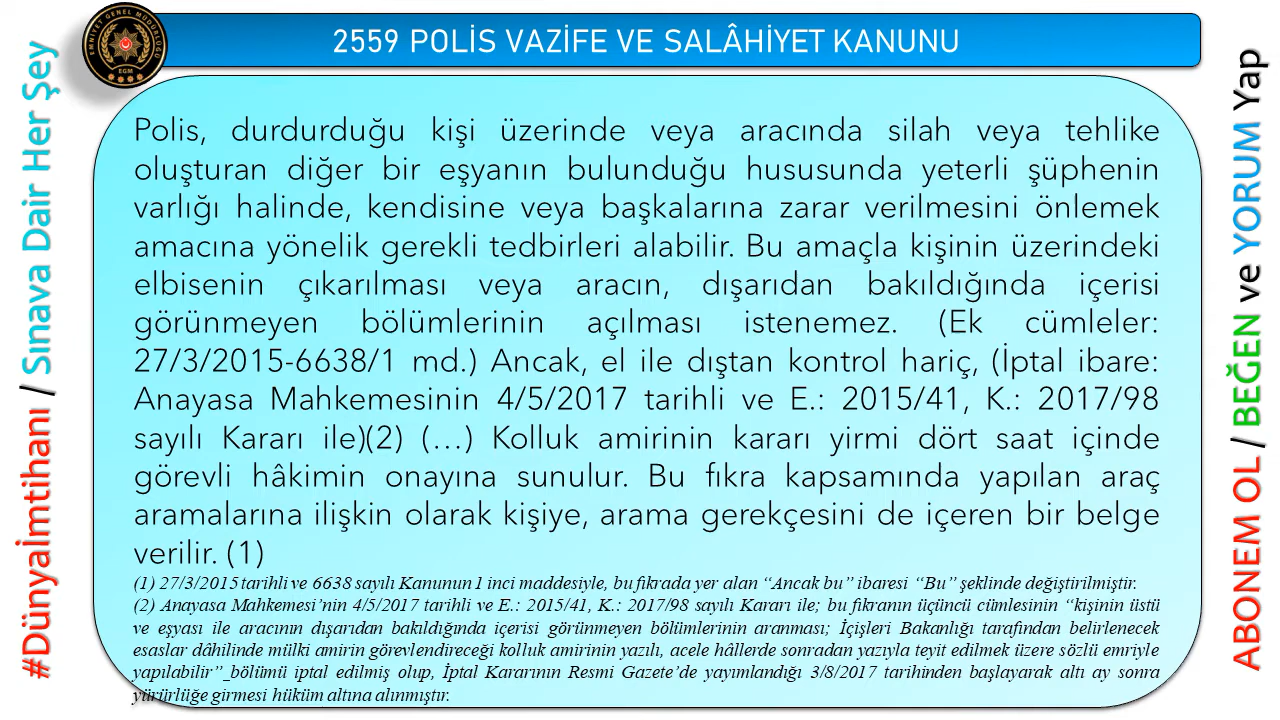 2559 POLİS VAZİFE VE SALÂHİYET KANUNU
EMNİYET GENEL MÜDÜRLÜĞÜ
EGM
#Dünyaİmtihanı / Sınava Dair Her Şey
Polis, durdurduğu kişi üzerinde veya aracında silah veya tehlike
oluşturan diğer bir eşyanın bulunduğu hususunda yeterli şüphenin
varlığı halinde, kendisine veya başkalarına zarar verilmesini önlemek
amacına yönelik gerekli tedbirleri alabilir. Bu amaçla kişinin üzerindeki
elbisenin çıkarılması veya aracın, dışarıdan bakıldığında içerisi
görünmeyen bölümlerinin açılması istenemez. (Ek cümleler:
27/3/2015-6638/1 md.) Ancak, el ile dıştan kontrol hariç, (İptal ibare:
Anayasa Mahkemesinin 4/5/2017 tarihli ve E.: 2015/41, K.: 2017/98
sayılı Kararı ile)(2) (…) Kolluk amirinin kararı yirmi dört saat içinde
görevli hâkimin onayına sunulur. Bu fıkra kapsamında yapılan araç
aramalarına ilişkin olarak kişiye, arama gerekçesini de içeren bir belge
verilir. (1)
(1) 27/3/2015 tarihli ve 6638 sayılı Kanunun 1 inci maddesiyle, bu fıkrada yer alan “Ancak bu” ibaresi “Bu” şeklinde değiştirilmiştir.
(2) Anayasa Mahkemesi’nin 4/5/2017 tarihli ve E.: 2015/41, K.: 2017/98 sayılı Kararı ile; bu fıkranın üçüncü cümlesinin “kişinin üstü
ve eşyası ile aracının dışarıdan bakıldığında içerisi görünmeyen bölümlerinin aranması; İçişleri Bakanlığı tarafından belirlenecek
esaslar dâhilinde mülki amirin görevlendireceği kolluk amirinin yazılı, acele hâllerde sonradan yazıyla teyit edilmek üzere sözlü emriyle
yapılabilir”_bölümü iptal edilmiş olup, İptal Kararının Resmi Gazete’de yayımlandığı 3/8/2017 tarihinden başlayarak altı ay sonra
yürürlüğe girmesi hüküm altına alınmıştır.
ABONEM OL / BEĞEN ve YORUM Yap